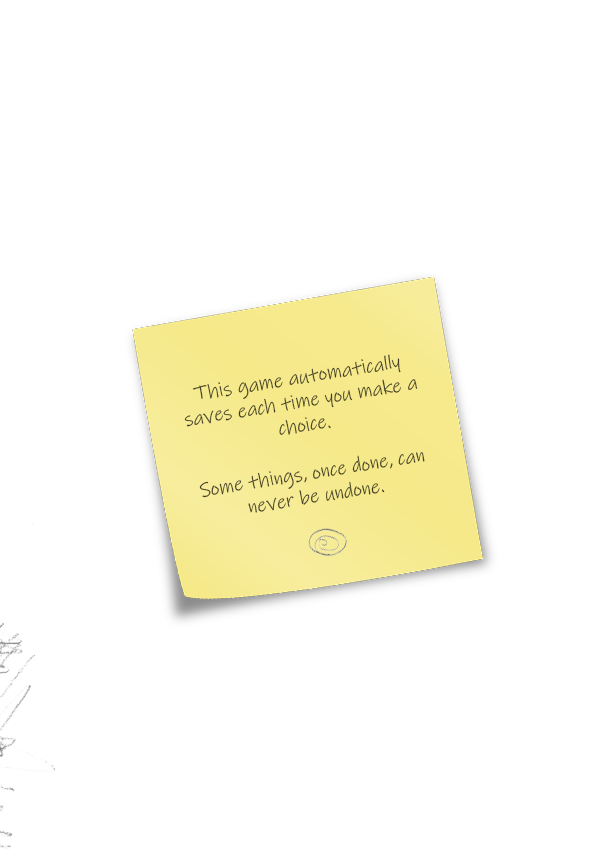 This game automatically
saves each time you make a
choice.
Some things, once done, can
never be undone.